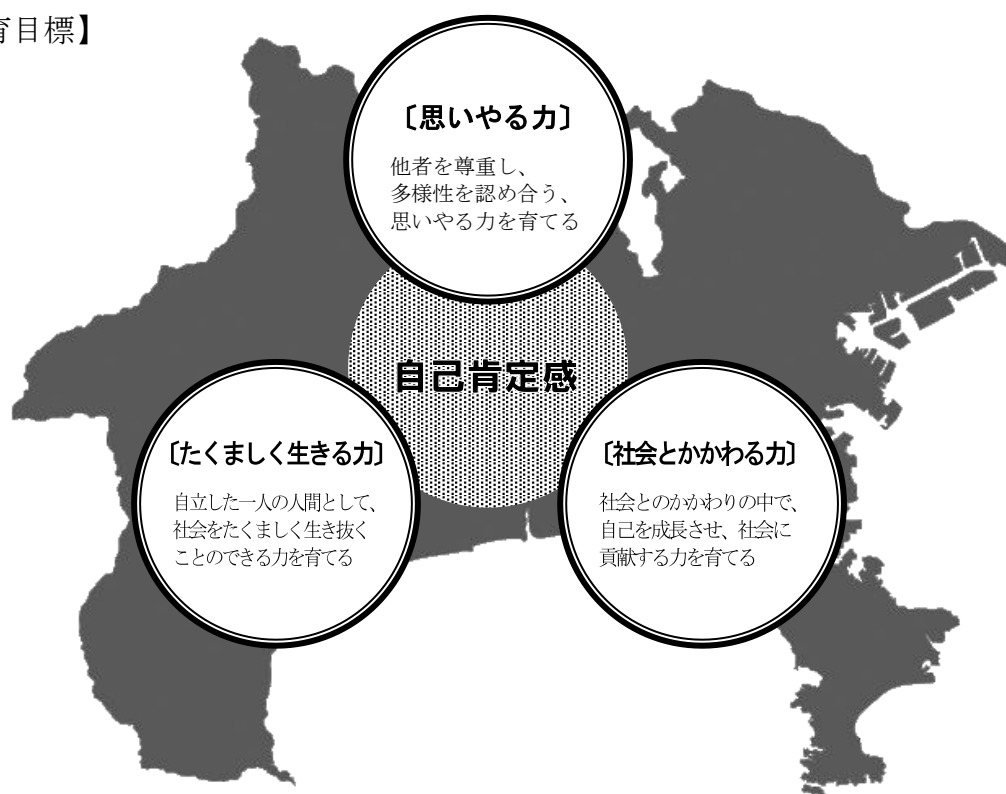 育目標】
〔思いやる力〕
他者を尊重し、
多様性を認め合う、
思いやる力を育てる
自己肯定感
〔たくましく生きる力〕
自立した一人の人間として、
社会をたくましく生き抜く
ことのできる力を育てる
〔社会とかかわる力〕
社会とのかかわりの中で、
自己を成長させ、社会に
貢献する力を育てる